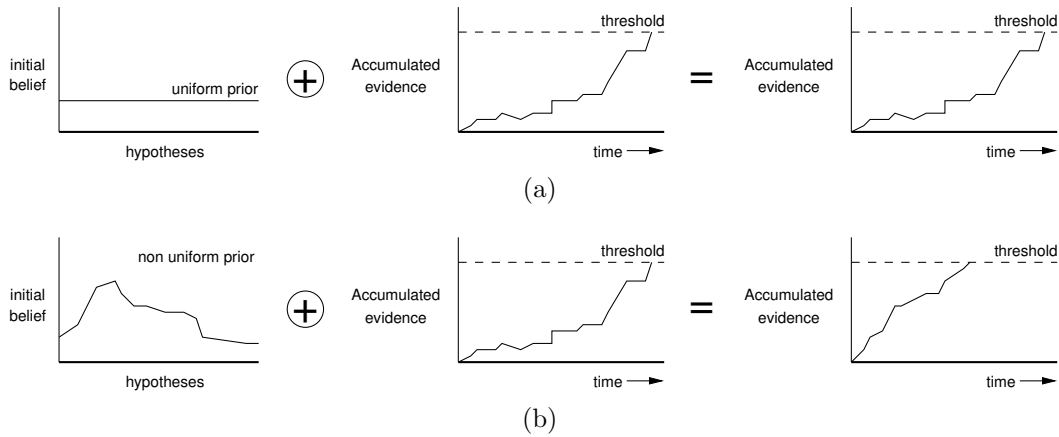 initial
belief
uniform prior
hypotheses
+
Accumulated
evidence
threshold
time
=
Accumulated
evidence
threshold
time
(a)
initial
belief
non uniform prior
hypotheses
+
Accumulated
evidence
threshold
time
=
Accumulated
evidence
threshold
time
(b)